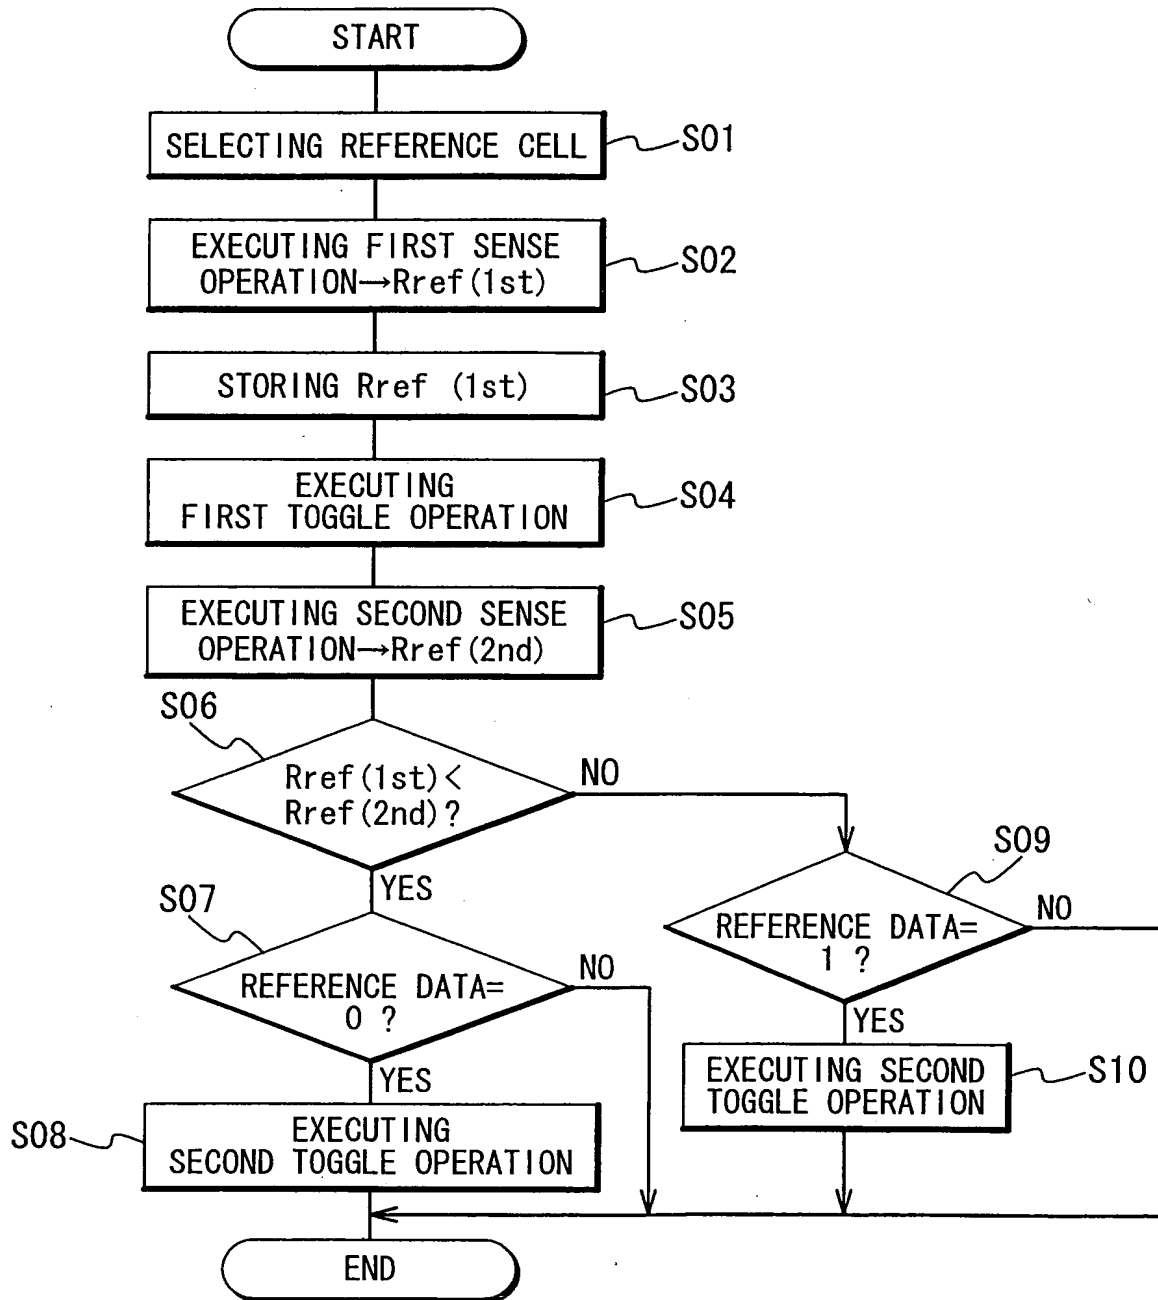 START
SELECTING REFERENCE CELL
S01
EXECUTING FIRST SENSE
OPERATION→Rref(1st)
S02
STORING Rref (1st)
S03
EXECUTING
FIRST TOGGLE OPERATION
S04
EXECUTING SECOND SENSE
OPERATION→Rref(2nd)
S05
S06
Rref(1st)<
Rref(2nd)?
NO
YES
S09
REFERENCE DATA=
1 ?
NO
YES
S07
REFERENCE DATA=
0 ?
NO
YES
EXECUTING SECOND
TOGGLE OPERATION
S10
S08
EXECUTING
SECOND TOGGLE OPERATION
END